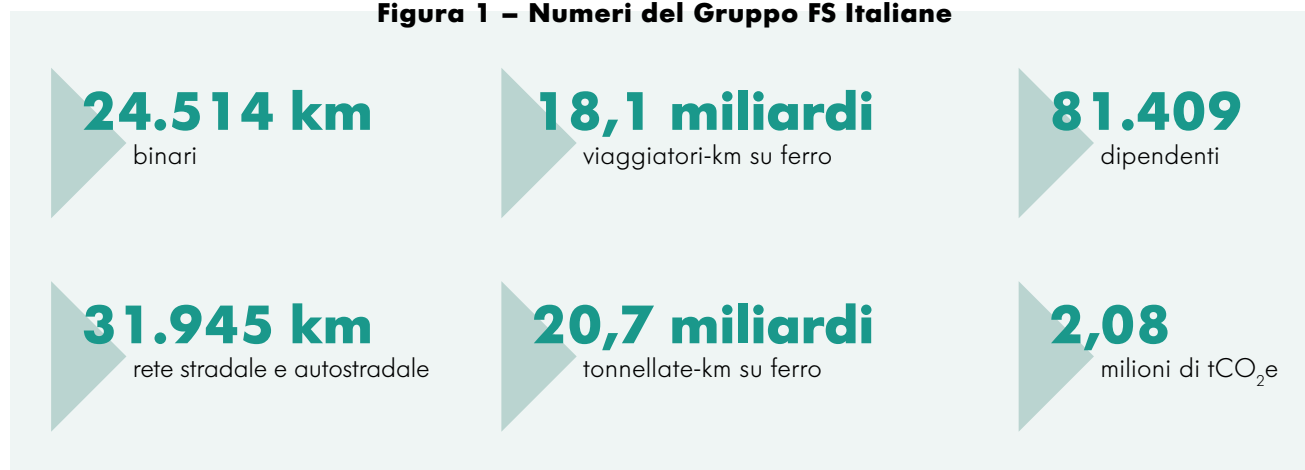 Figura 1 – Numeri del Gruppo FS Italiane
24.514 km
binari
18,1 miliardi
viaggiatori-km su ferro
81.409
dipendenti
31.945 km
rete stradale e autostradale
20,7 miliardi
tonnellate-km su ferro
2,08
milioni di tCO₂e